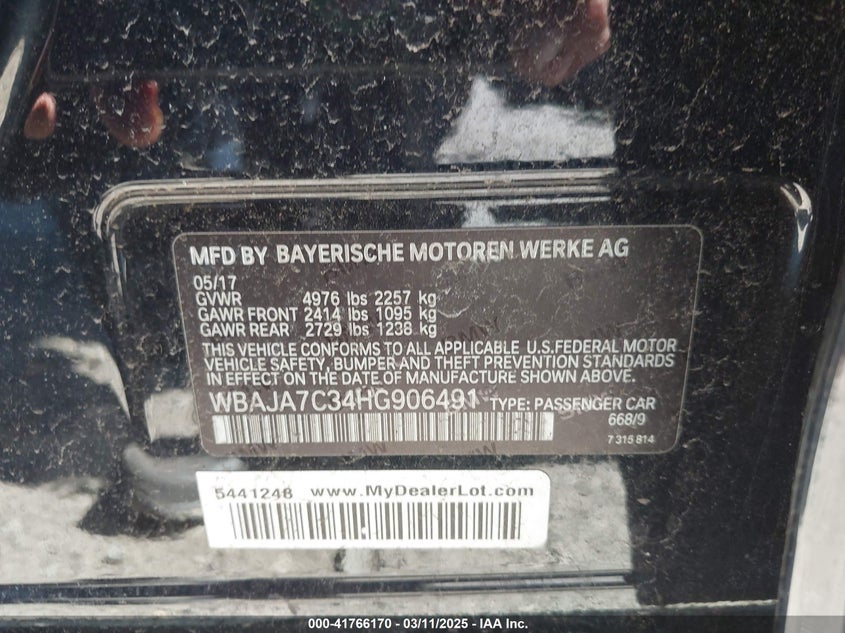 MFD BY BAYERISCHE MOTOREN WERKE AG
05/17
GVWR 4976 lbs 2257 kg
GAWR FRONT 2414 lbs 1095 kg
GAWR REAR 2729 lbs 1238 kg
THIS VEHICLE CONFORMS TO ALL APPLICABLE U.S.FEDERAL MOTOR
VEHICLE SAFETY, BUMPER AND THEFT PREVENTION STANDARDS
IN EFFECT ON THE DATE OF MANUFACTURE SHOWN ABOVE.
WBAJA7C34HG906491 TYPE: PASSENGER CAR
668/9
7 315 814
5441248 www.MyDealerLot.com
000-41766170 - 03/11/2025 - IAA Inc.